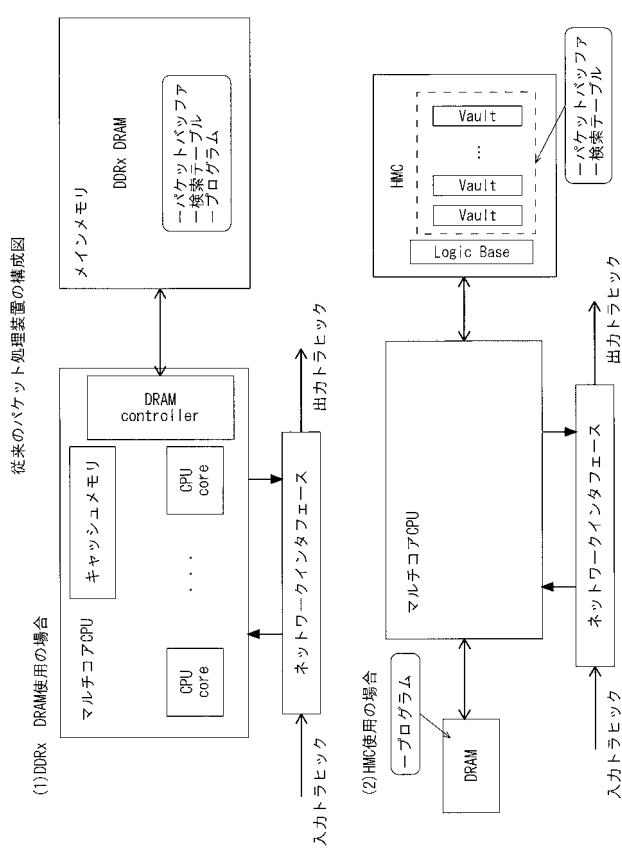 従来のパケット処理装置の構成図
(1)DDRx DRAM使用の場合
マルチコアCPU
キャッシュメモリ
CPU
core
. . .
CPU
core
DRAM
controller
メインメモリ
DDRx DRAM
ーパケットバッファ
ー検索テーブル
ープログラム
入力トラヒック
ネットワークインタフェース
出力トラヒック
(2)HMC使用の場合
ープログラム
DRAM
マルチコアCPU
HMC
Logic Base
Vault
Vault
...
Vault
ーパケットバッファ
ー検索テーブル
入力トラヒック
ネットワークインタフェース
出力トラヒック